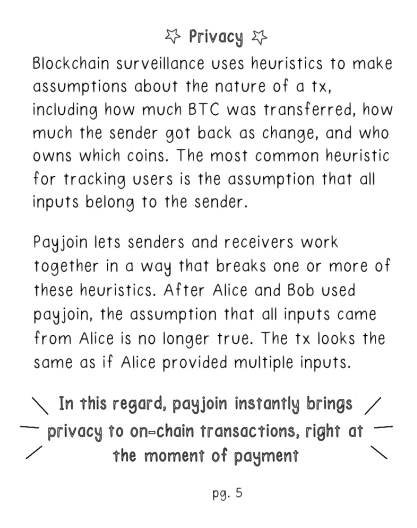 Privacy
Blockchain surveillance uses heuristics to make
assumptions about the nature of a tx,
including how much BTC was transferred, how
much the sender got back as change, and who
owns which coins. The most common heuristic
for tracking users is the assumption that all
inputs belong to the sender.
Payjoin lets senders and receivers work
together in a way that breaks one or more of
these heuristics. After Alice and Bob used
payjoin, the assumption that all inputs came
from Alice is no longer true. The tx looks the
same as if Alice provided multiple inputs.
In this regard, payjoin instantly brings
privacy to on-chain transactions, right at
the moment of payment
pg. 5